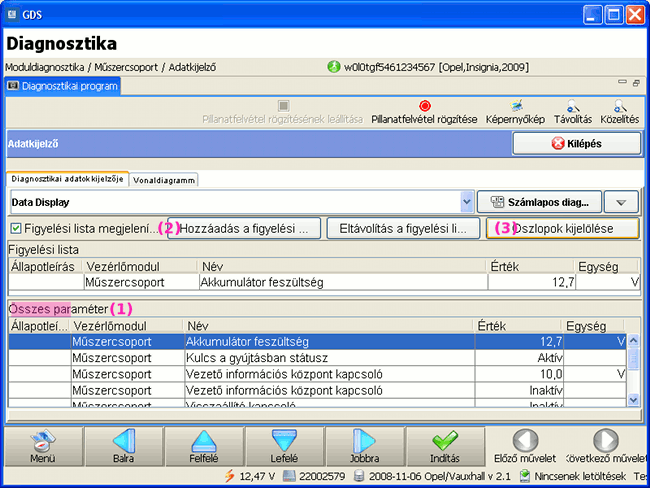 GDS
Diagnosztika
Moduldiagnosztika / Műszercsoport / Adatkijelző w0l0tgf5461234567 [Opel,Insignia,2009]
Diagnosztikai program
Pillanatfelvétel rögzítésének leállítása Pillanatfelvétel rögzítése Képernyőkép Távolítás Közelítés
Adatkijelző Kilépés
Diagnosztikai adatok kijelzője Vonaldiagramm
Data Display Számlapos diag...
Figyelési lista megjelení... (2) Hozzáadás a figyelési ... Eltávolítás a figyelési li... (3) Oszlopok kijelölése
Figyelési lista
Állapotleírás Vezérlőmodul Név Érték Egység
Műszercsoport Akkumulátor feszültség 12,7 V
Összes paraméter (1)
Állapotleí... Vezérlőmodul Név Érték Egység
Műszercsoport Akkumulátor feszültség 12,7 V
Műszercsoport Kulcs a gyújtásban státusz Aktív
Műszercsoport Vezető információs központ kapcsoló 10,0 V
Műszercsoport Vezető információs központ kapcsoló Inaktív
Műszercsoport Visszaállító kapcsoló Inaktív
Menü Balra Felfelé Lefelé Jobbra Indítás Előző művelet következő művelet
12,47 V 22002579 2008-11-06 Opel/Vauxhall v 2.1 Nincsenek letöltések Tes